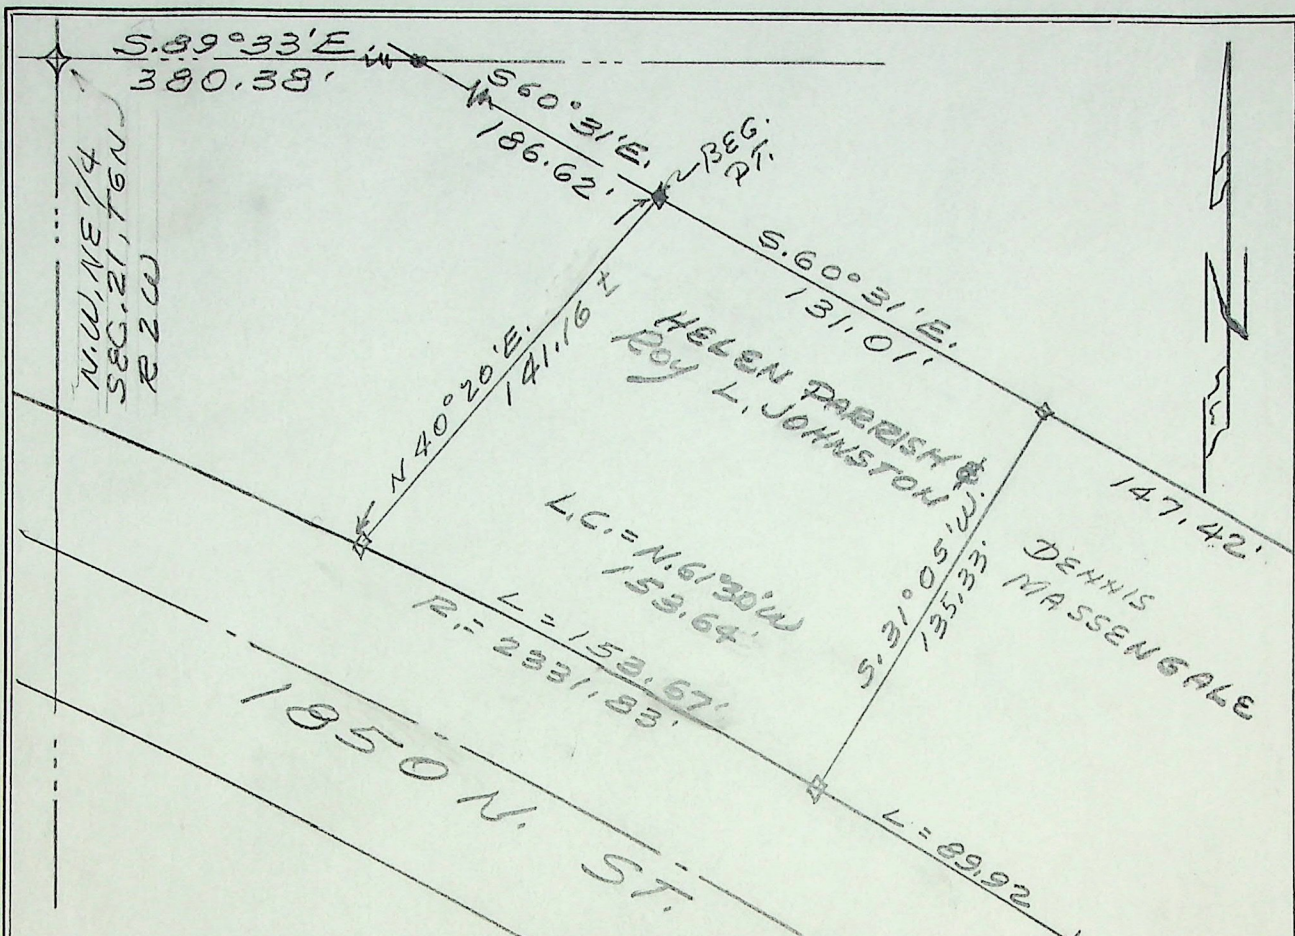 S.89°33'E.
380.38'
S60°31'E.
186.62'
BEG.
PT.
N.W, NE 1/4
SEC.21, T6N
R2W
S.60°31'E.
131.01'
N 40°20'E.
141.16
HELEN PARRISH &
ROY L. JOHNSTON
147.42'
L.C.=N.61°30'W
153.64'
S.31°05'W.
135.33'
DENNIS
MASSENGALE
L=153.67'
R.=2331.83'
1850 N. ST.
L=89.92